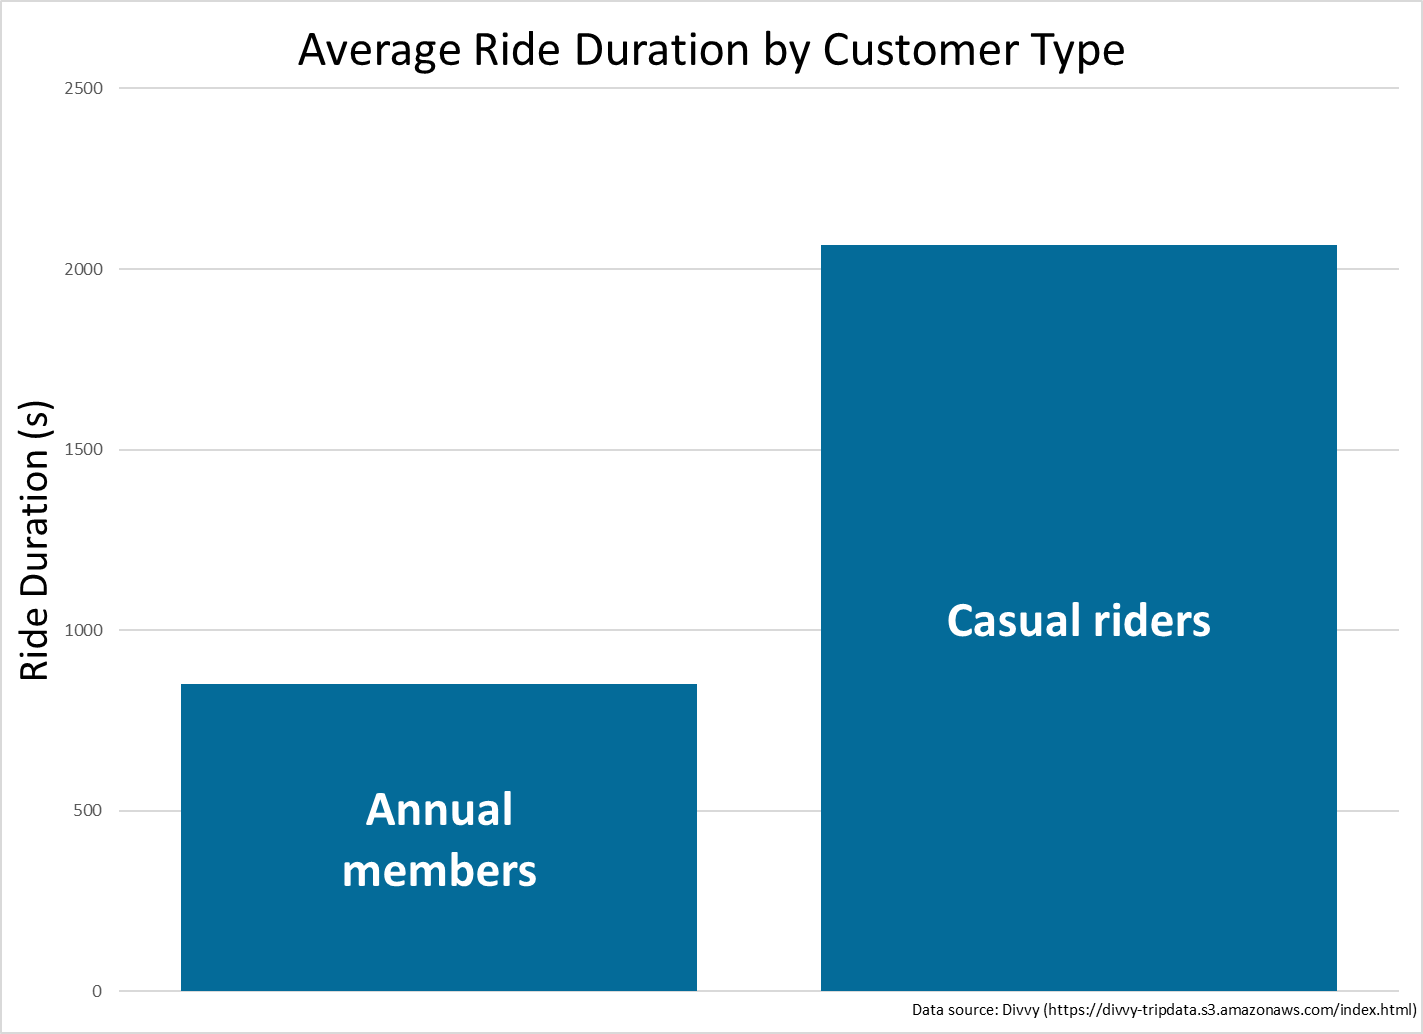 Average Ride Duration by Customer Type
2500
2000
1500
1000
500
0
Ride Duration (s)
Annual
members
Casual riders
Data source: Divvy (https://divvy-tripdata.s3.amazonaws.com/index.html)